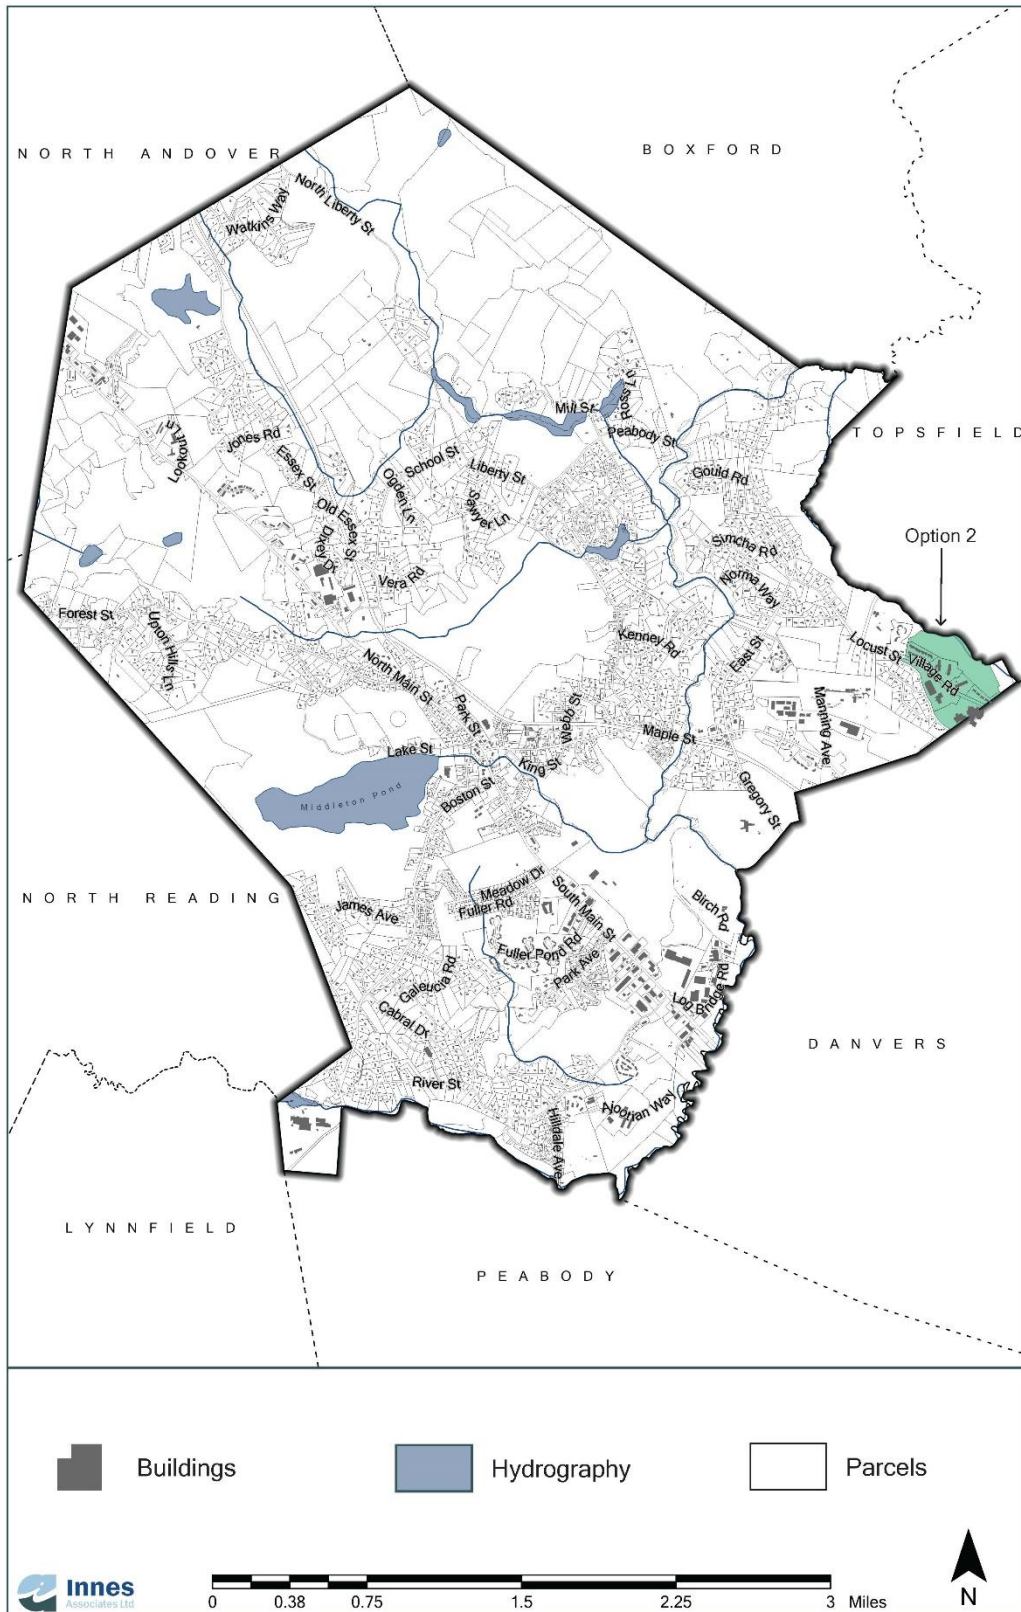 NORTH ANDOVER
BOXFORD
North Liberty St
Watkins Way
Ross Ln
Mill St
Peabody St
TOPSFIELD
Lookout Ln
Jones Rd
Essex St
School St
Liberty St
Gould Rd
Ogden Ln
Sawyer Ln
Old Essex St
Dixey Dr
Simcha Rd
Option 2
Vera Rd
Norma Way
Forest St
Upton Hills Ln
Kenney Rd
East St
Locust St
Village Rd
North Main St
Park St
Webb St
Manning Ave
Maple St
Lake St
King St
Middleton Pond
Boston St
Gregory St
NORTH READING
Meadow Dr
Fuller Rd
South Main St
Birch Rd
James Ave
Fuller Pond Rd
Park Ave
Galeucia Rd
Log Bridge Rd
Cabral Dr
DANVERS
River St
Hilldale Ave
LYNNFIELD
PEABODY
Buildings
Hydrography
Parcels
Innes
Associates Ltd
0 0.38 0.75 1.5 2.25 3 Miles
N